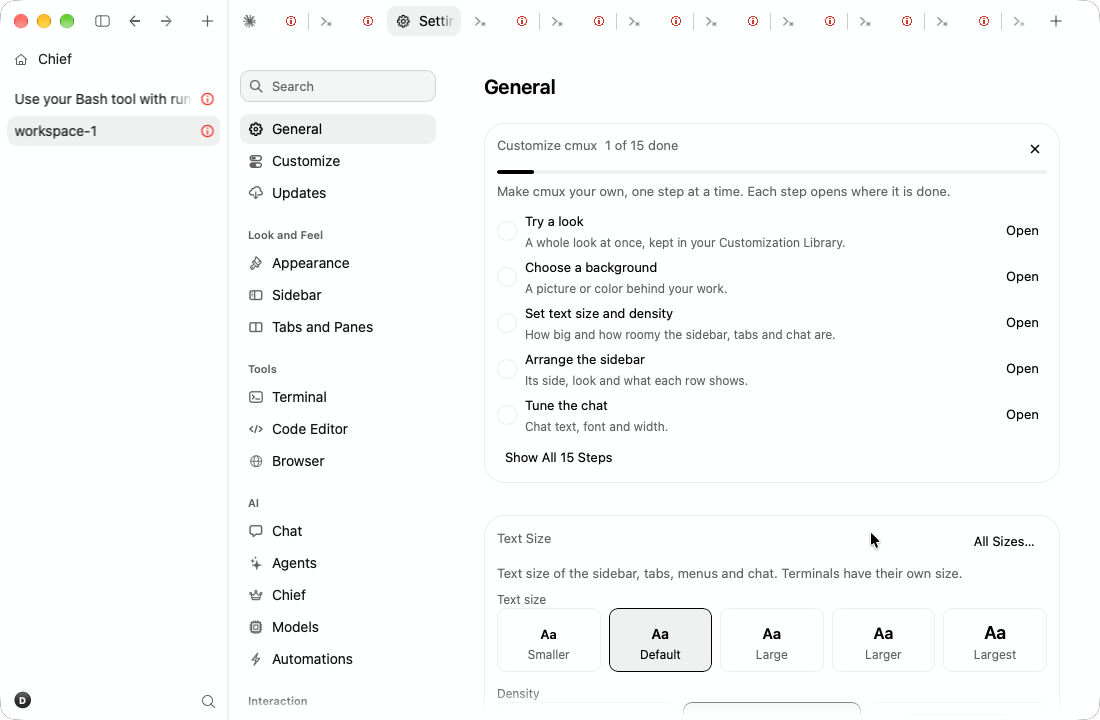 Settin
Chief
Use your Bash tool with run
workspace-1
D
Search
General
Customize
Updates
Look and Feel
Appearance
Sidebar
Tabs and Panes
Tools
Terminal
Code Editor
Browser
AI
Chat
Agents
Chief
Models
Automations
Interaction
General
Customize cmux 1 of 15 done
Make cmux your own, one step at a time. Each step opens where it is done.
Try a look
A whole look at once, kept in your Customization Library.
Open
Choose a background
A picture or color behind your work.
Open
Set text size and density
How big and how roomy the sidebar, tabs and chat are.
Open
Arrange the sidebar
Its side, look and what each row shows.
Open
Tune the chat
Chat text, font and width.
Open
Show All 15 Steps
Text Size
All Sizes...
Text size of the sidebar, tabs, menus and chat. Terminals have their own size.
Text size
Aa
Smaller
Aa
Default
Aa
Large
Aa
Larger
Aa
Largest
Density